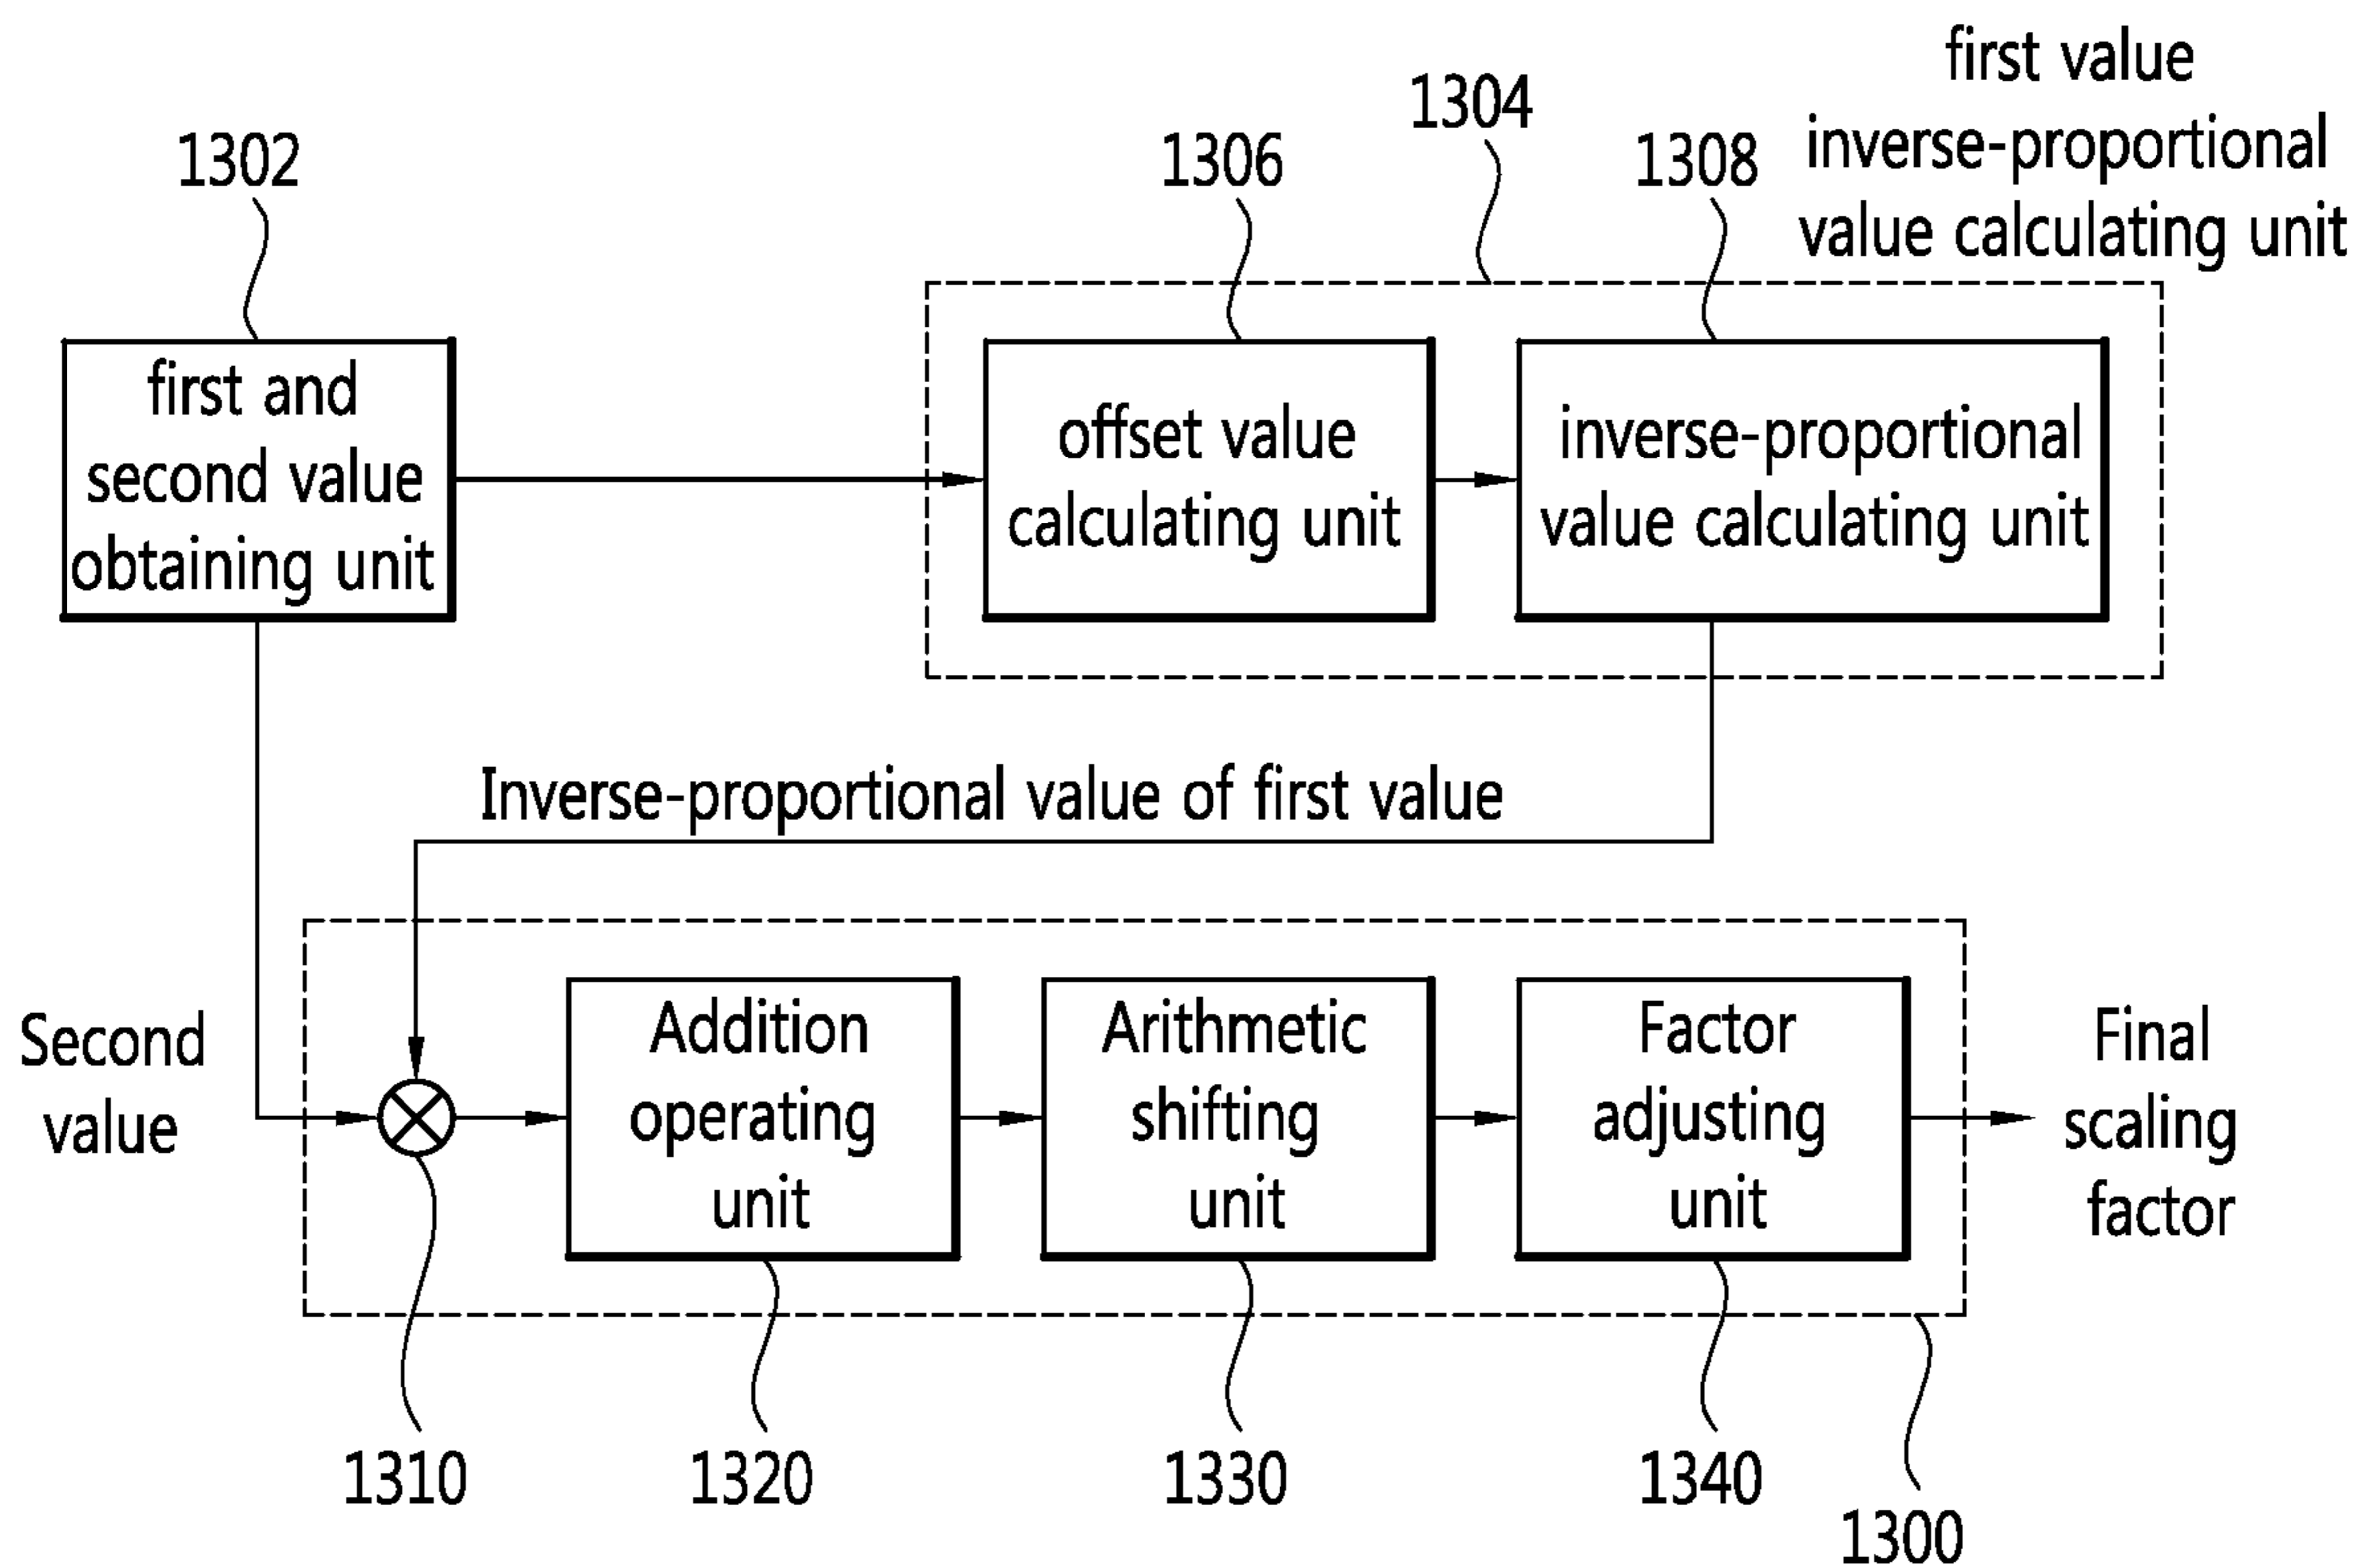 first value
inverse-proportional
value calculating unit
1304
1302
1306
1308
first and
second value
obtaining unit
offset value
calculating unit
inverse-proportional
value calculating unit
Inverse-proportional value of first value
Second
value
Addition
operating
unit
Arithmetic
shifting
unit
Factor
adjusting
unit
Final
scaling
factor
1310
1320
1330
1340
1300